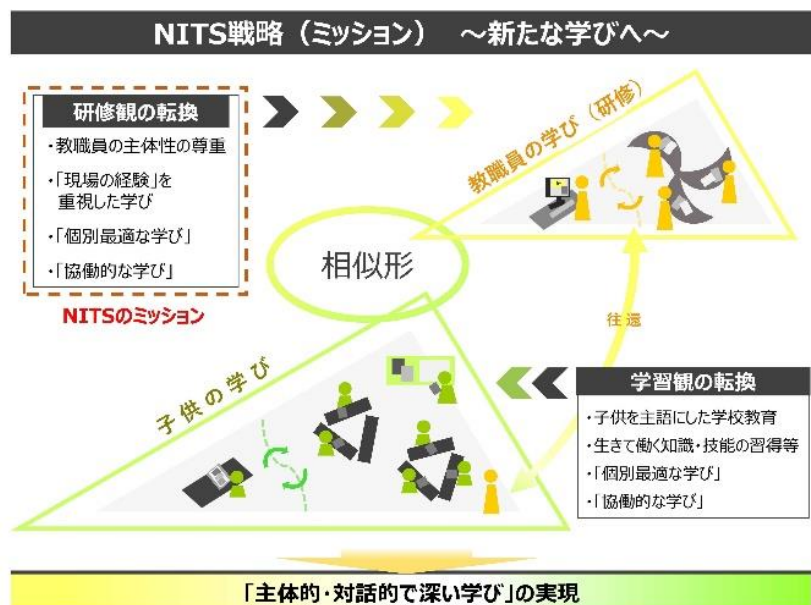 NITS戦略（ミッション）　～新たな学びへ～
研修観の転換
・教職員の主体性の尊重
・「現場の経験」を
重視した学び
・「個別最適な学び」
・「協働的な学び」
NITSのミッション
教職員の学び（研修）
相似形
往還
子供の学び
学習観の転換
・子供を主語にした学校教育
・生きて働く知識・技能の習得等
・「個別最適な学び」
・「協働的な学び」
「主体的・対話的で深い学び」の実現